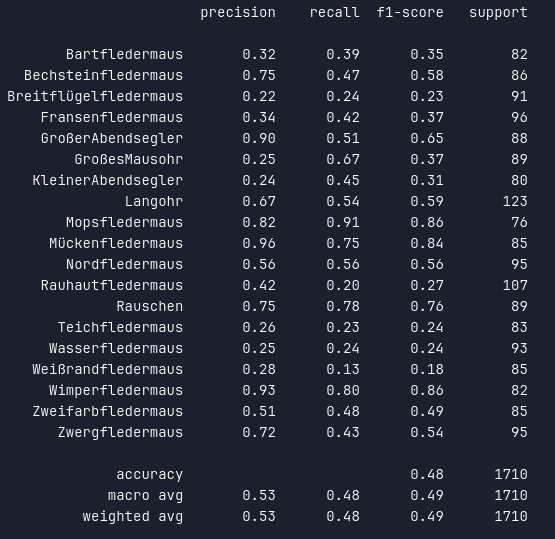 precision recall f1-score support
Bartfledermaus 0.32 0.39 0.35 82
Bechsteinfledermaus 0.75 0.47 0.58 86
Breitflügelfledermaus 0.22 0.24 0.23 91
Fransenfledermaus 0.34 0.42 0.37 96
GroßerAbendsegler 0.90 0.51 0.65 88
GroßesMausohr 0.25 0.67 0.37 89
KleinerAbendsegler 0.24 0.45 0.31 80
Langohr 0.67 0.54 0.59 123
Mopsfledermaus 0.82 0.91 0.86 76
Mückenfledermaus 0.96 0.75 0.84 85
Nordfledermaus 0.56 0.56 0.56 95
Rauhautfledermaus 0.42 0.20 0.27 107
Rauschen 0.75 0.78 0.76 89
Teichfledermaus 0.26 0.23 0.24 83
Wasserfledermaus 0.25 0.24 0.24 93
Weißrandfledermaus 0.28 0.13 0.18 85
Wimperfledermaus 0.93 0.80 0.86 82
Zweifarbfledermaus 0.51 0.48 0.49 85
Zwergfledermaus 0.72 0.43 0.54 95
accuracy 0.48 1710
macro avg 0.53 0.48 0.49 1710
weighted avg 0.53 0.48 0.49 1710